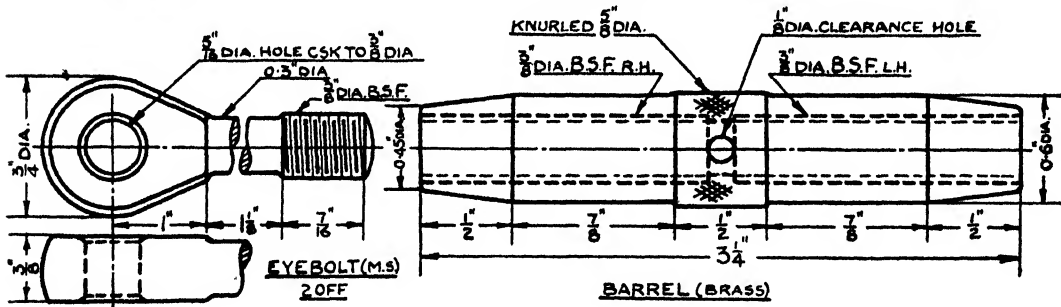 5/16" DIA. HOLE CSK TO 3/8" DIA
0.3" DIA
3/8" DIA. B.S.F.
3/4" DIA.
1"
1 1/8"
7/16"
3/8"
EYEBOLT (M.S)
2 OFF
KNURLED 5/8" DIA.
1/8" DIA. CLEARANCE HOLE
3/8" DIA. B.S.F. R.H.
3/8" DIA. B.S.F. L.H.
0.45" DIA.
0.6" DIA.
1/2"
7/8"
1/2"
7/8"
1/2"
3 1/4"
BARREL (BRASS)